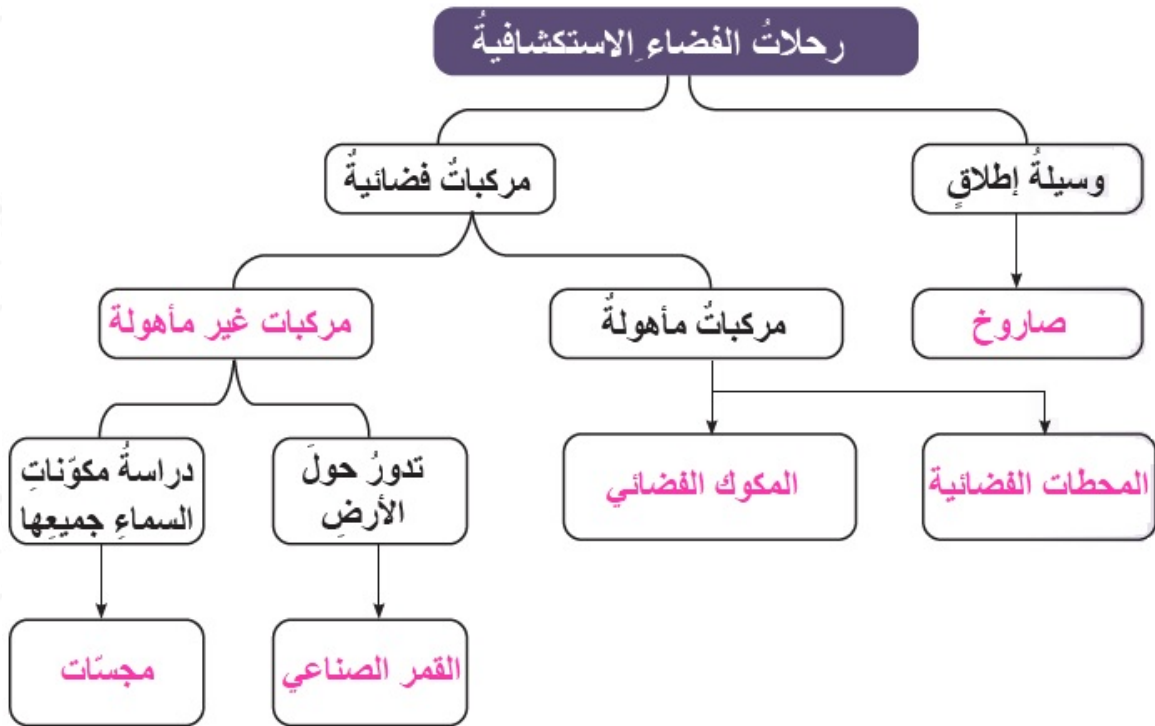 رحلاتُ الفضاءِ الاستكشافيةُ
وسيلةُ إطلاقٍ
مركباتٌ فضائيةٌ
صاروخ
مركباتٌ مأهولةٌ
مركبات غير مأهولة
المحطات الفضائية
المكوك الفضائي
تدورُ حولَ
الأرضِ
دراسةُ مكوّناتِ
السماءِ جميعِها
القمر الصناعي
مجسّات